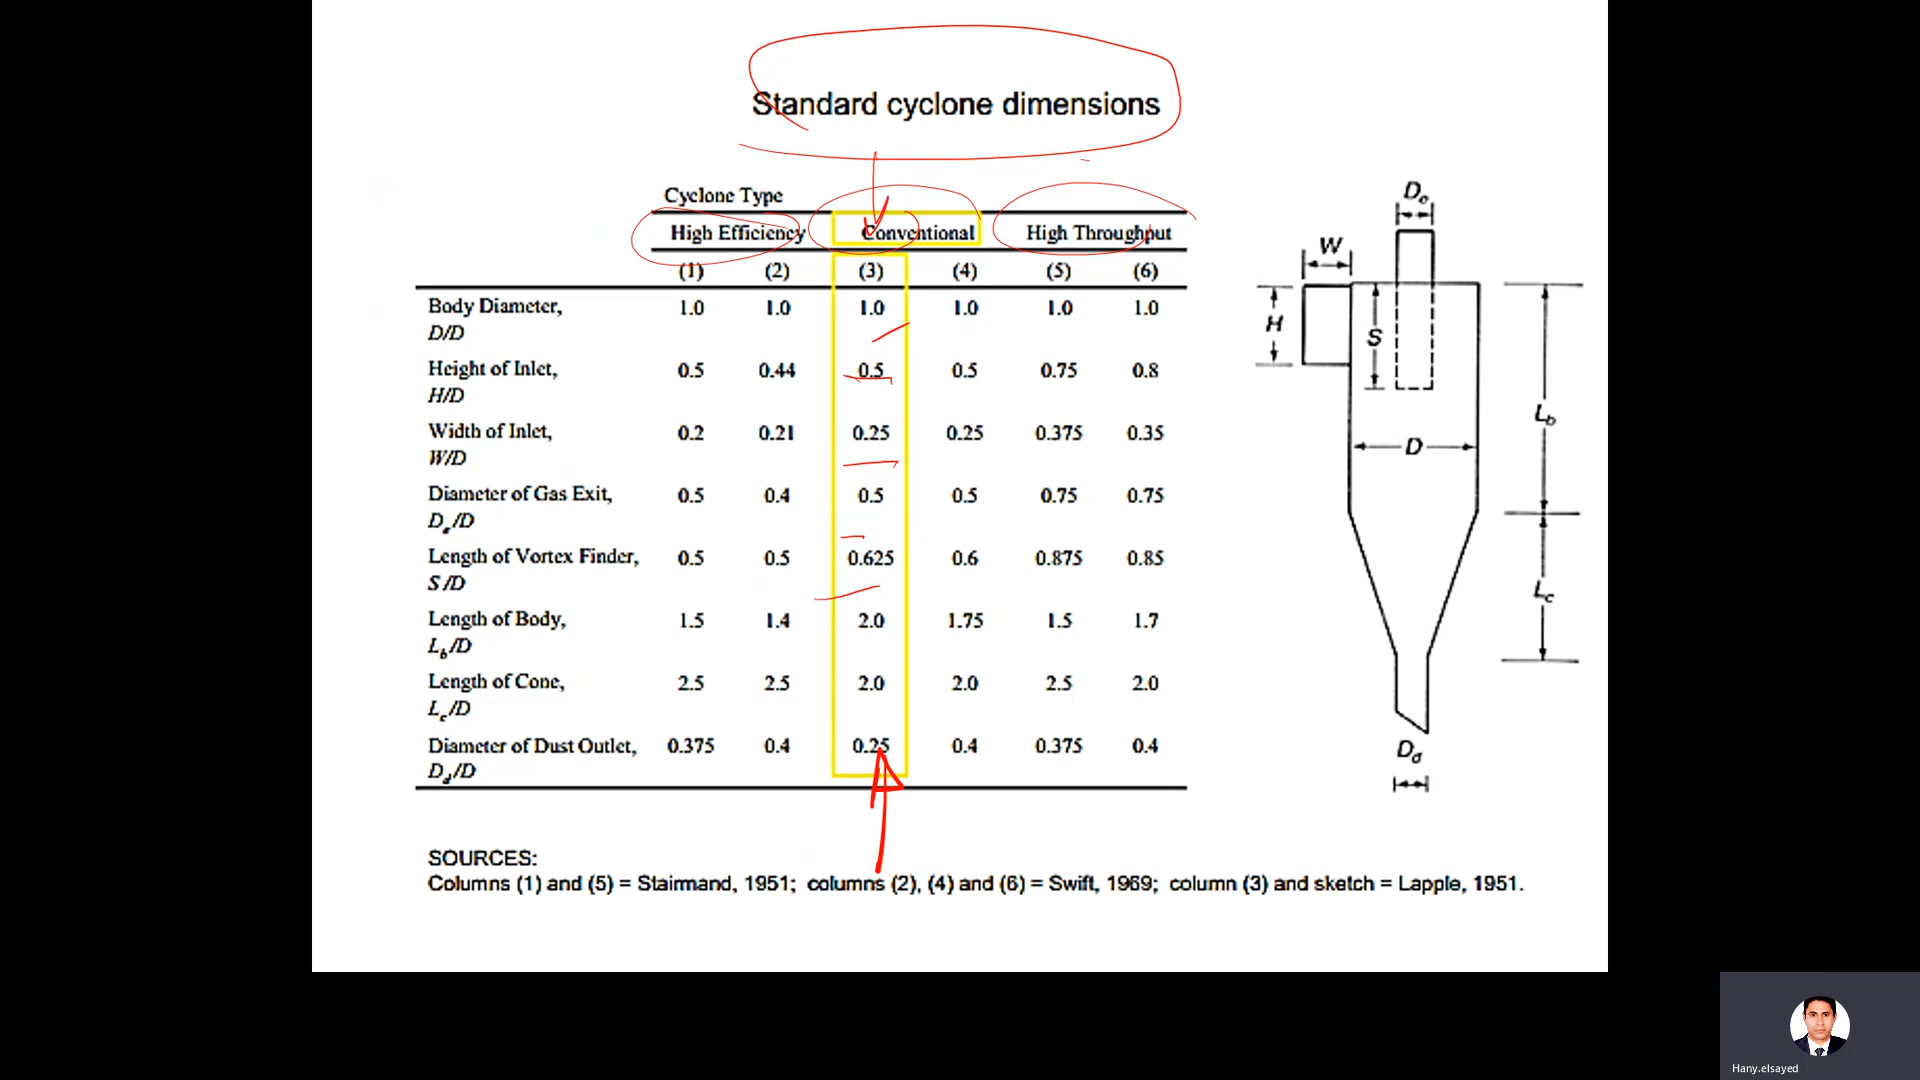 Standard cyclone dimensions
Cyclone Type
High Efficiency Conventional High Throughput
(1) (2) (3) (4) (5) (6)
Body Diameter, 1.0 1.0 1.0 1.0 1.0 1.0
D/D
Height of Inlet, 0.5 0.44 0.5 0.5 0.75 0.8
H/D
Width of Inlet, 0.2 0.21 0.25 0.25 0.375 0.35
W/D
Diameter of Gas Exit, 0.5 0.4 0.5 0.5 0.75 0.75
De/D
Length of Vortex Finder, 0.5 0.5 0.625 0.6 0.875 0.85
S/D
Length of Body, 1.5 1.4 2.0 1.75 1.5 1.7
Lb/D
Length of Cone, 2.5 2.5 2.0 2.0 2.5 2.0
Lc/D
Diameter of Dust Outlet, 0.375 0.4 0.25 0.4 0.375 0.4
Dd/D
De
W
H
S
Lb
D
Lc
Dd
SOURCES:
Columns (1) and (5) = Stairmand, 1951; columns (2), (4) and (6) = Swift, 1969; column (3) and sketch = Lapple, 1951.
Hany.elsayed